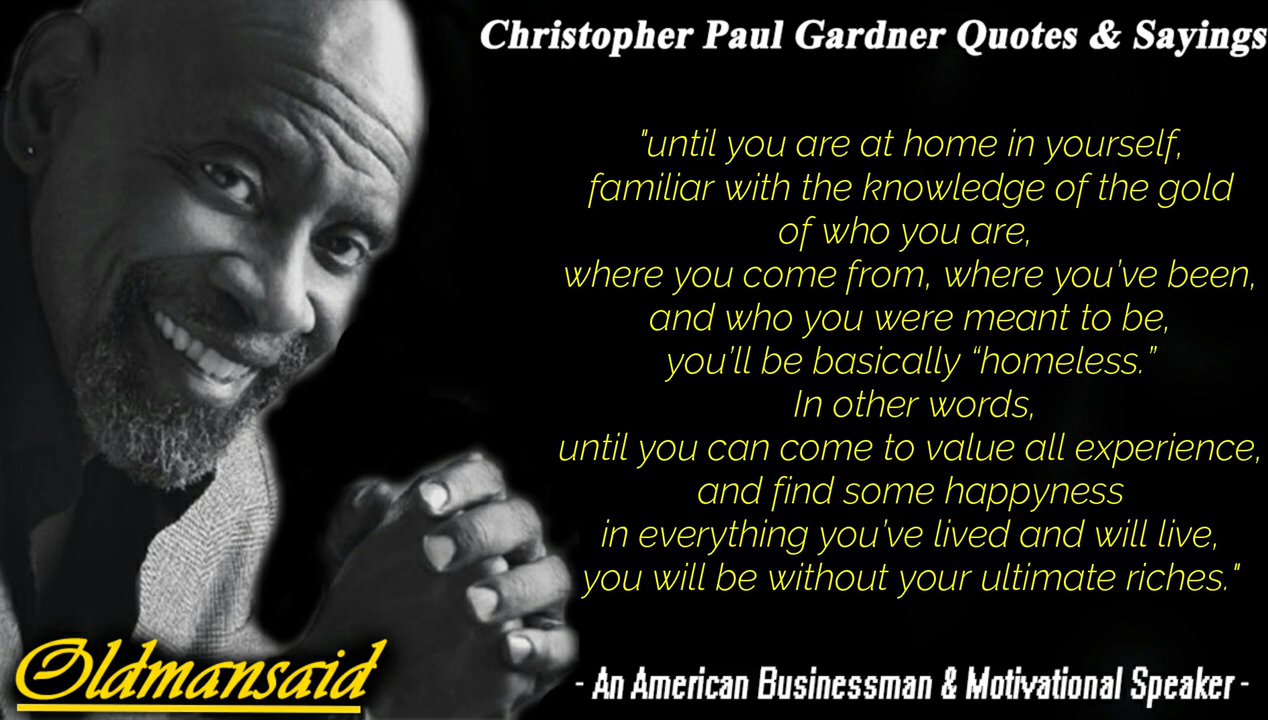 Christopher Paul Gardner Quotes & Sayings
"until you are at home in yourself,
familiar with the knowledge of the gold
of who you are,
where you come from, where you’ve been,
and who you were meant to be,
you’ll be basically “homeless.”
In other words,
until you can come to value all experience,
and find some happyness
in everything you’ve lived and will live,
you will be without your ultimate riches."
Oldmansaid
- An American Businessman & Motivational Speaker -